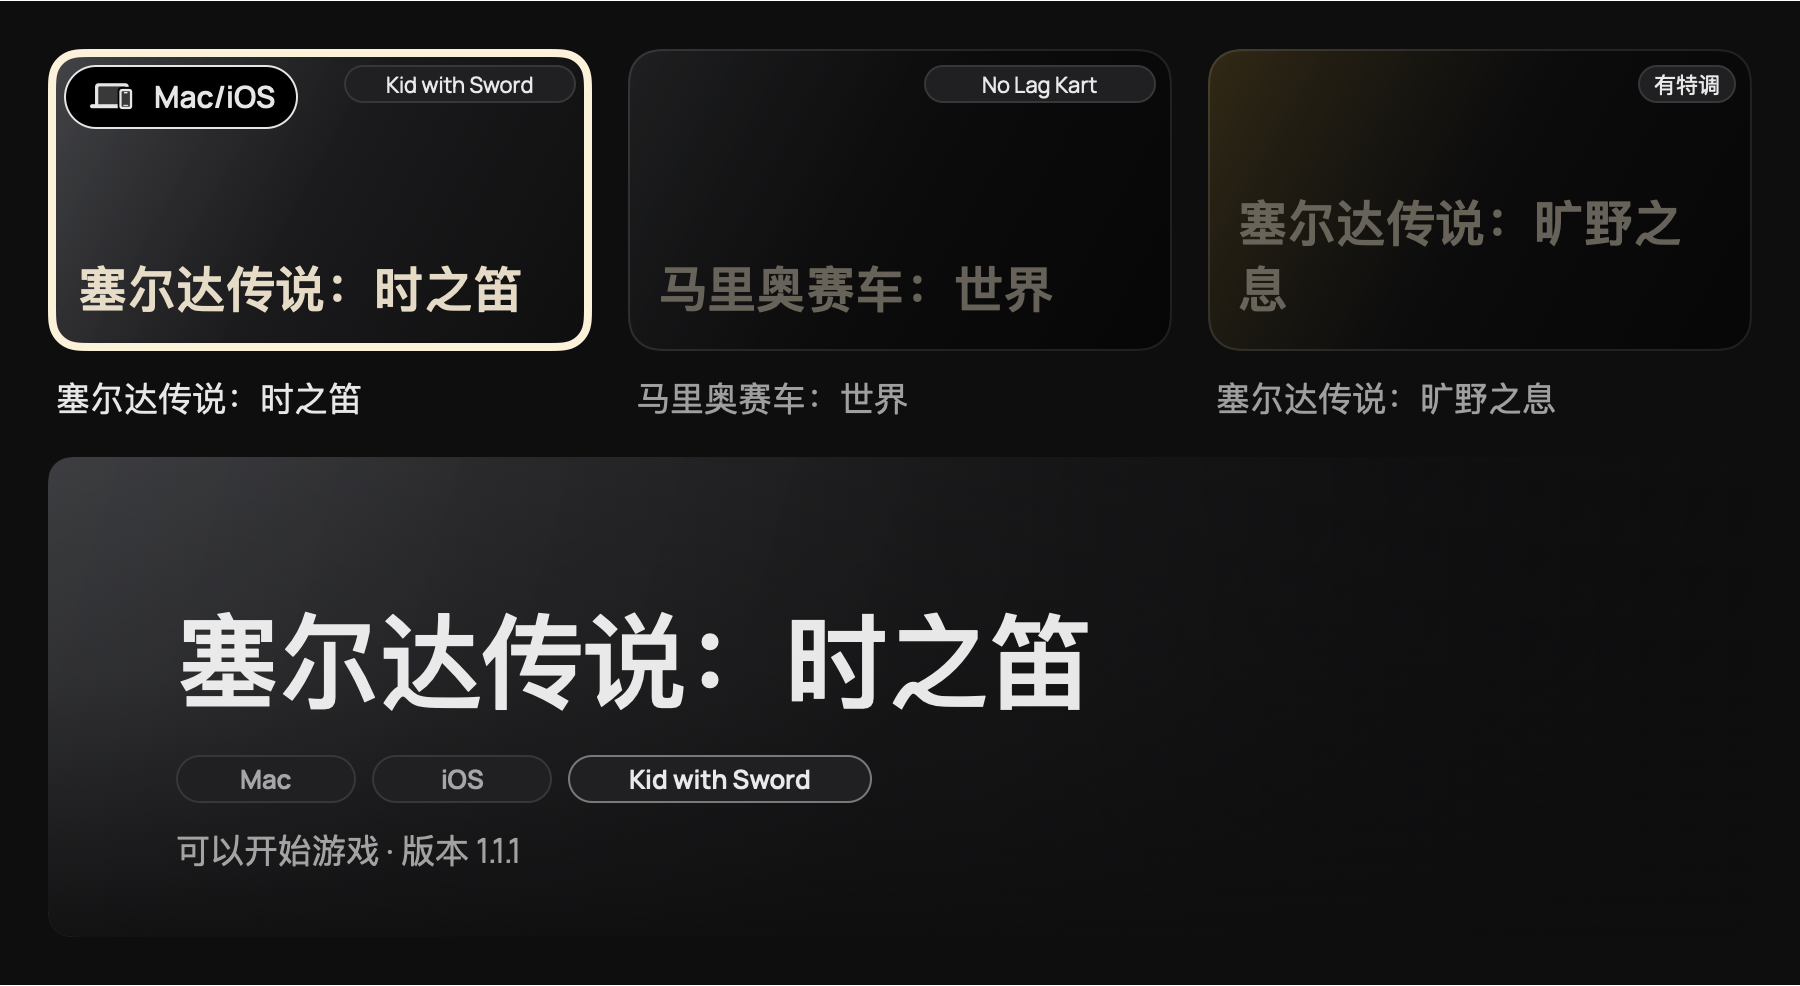 Mac/iOS
Kid with Sword
塞尔达传说：时之笛
塞尔达传说：时之笛
No Lag Kart
马里奥赛车：世界
马里奥赛车：世界
有特调
塞尔达传说：旷野之
息
塞尔达传说：旷野之息
塞尔达传说：时之笛
Mac
iOS
Kid with Sword
可以开始游戏 · 版本 1.1.1